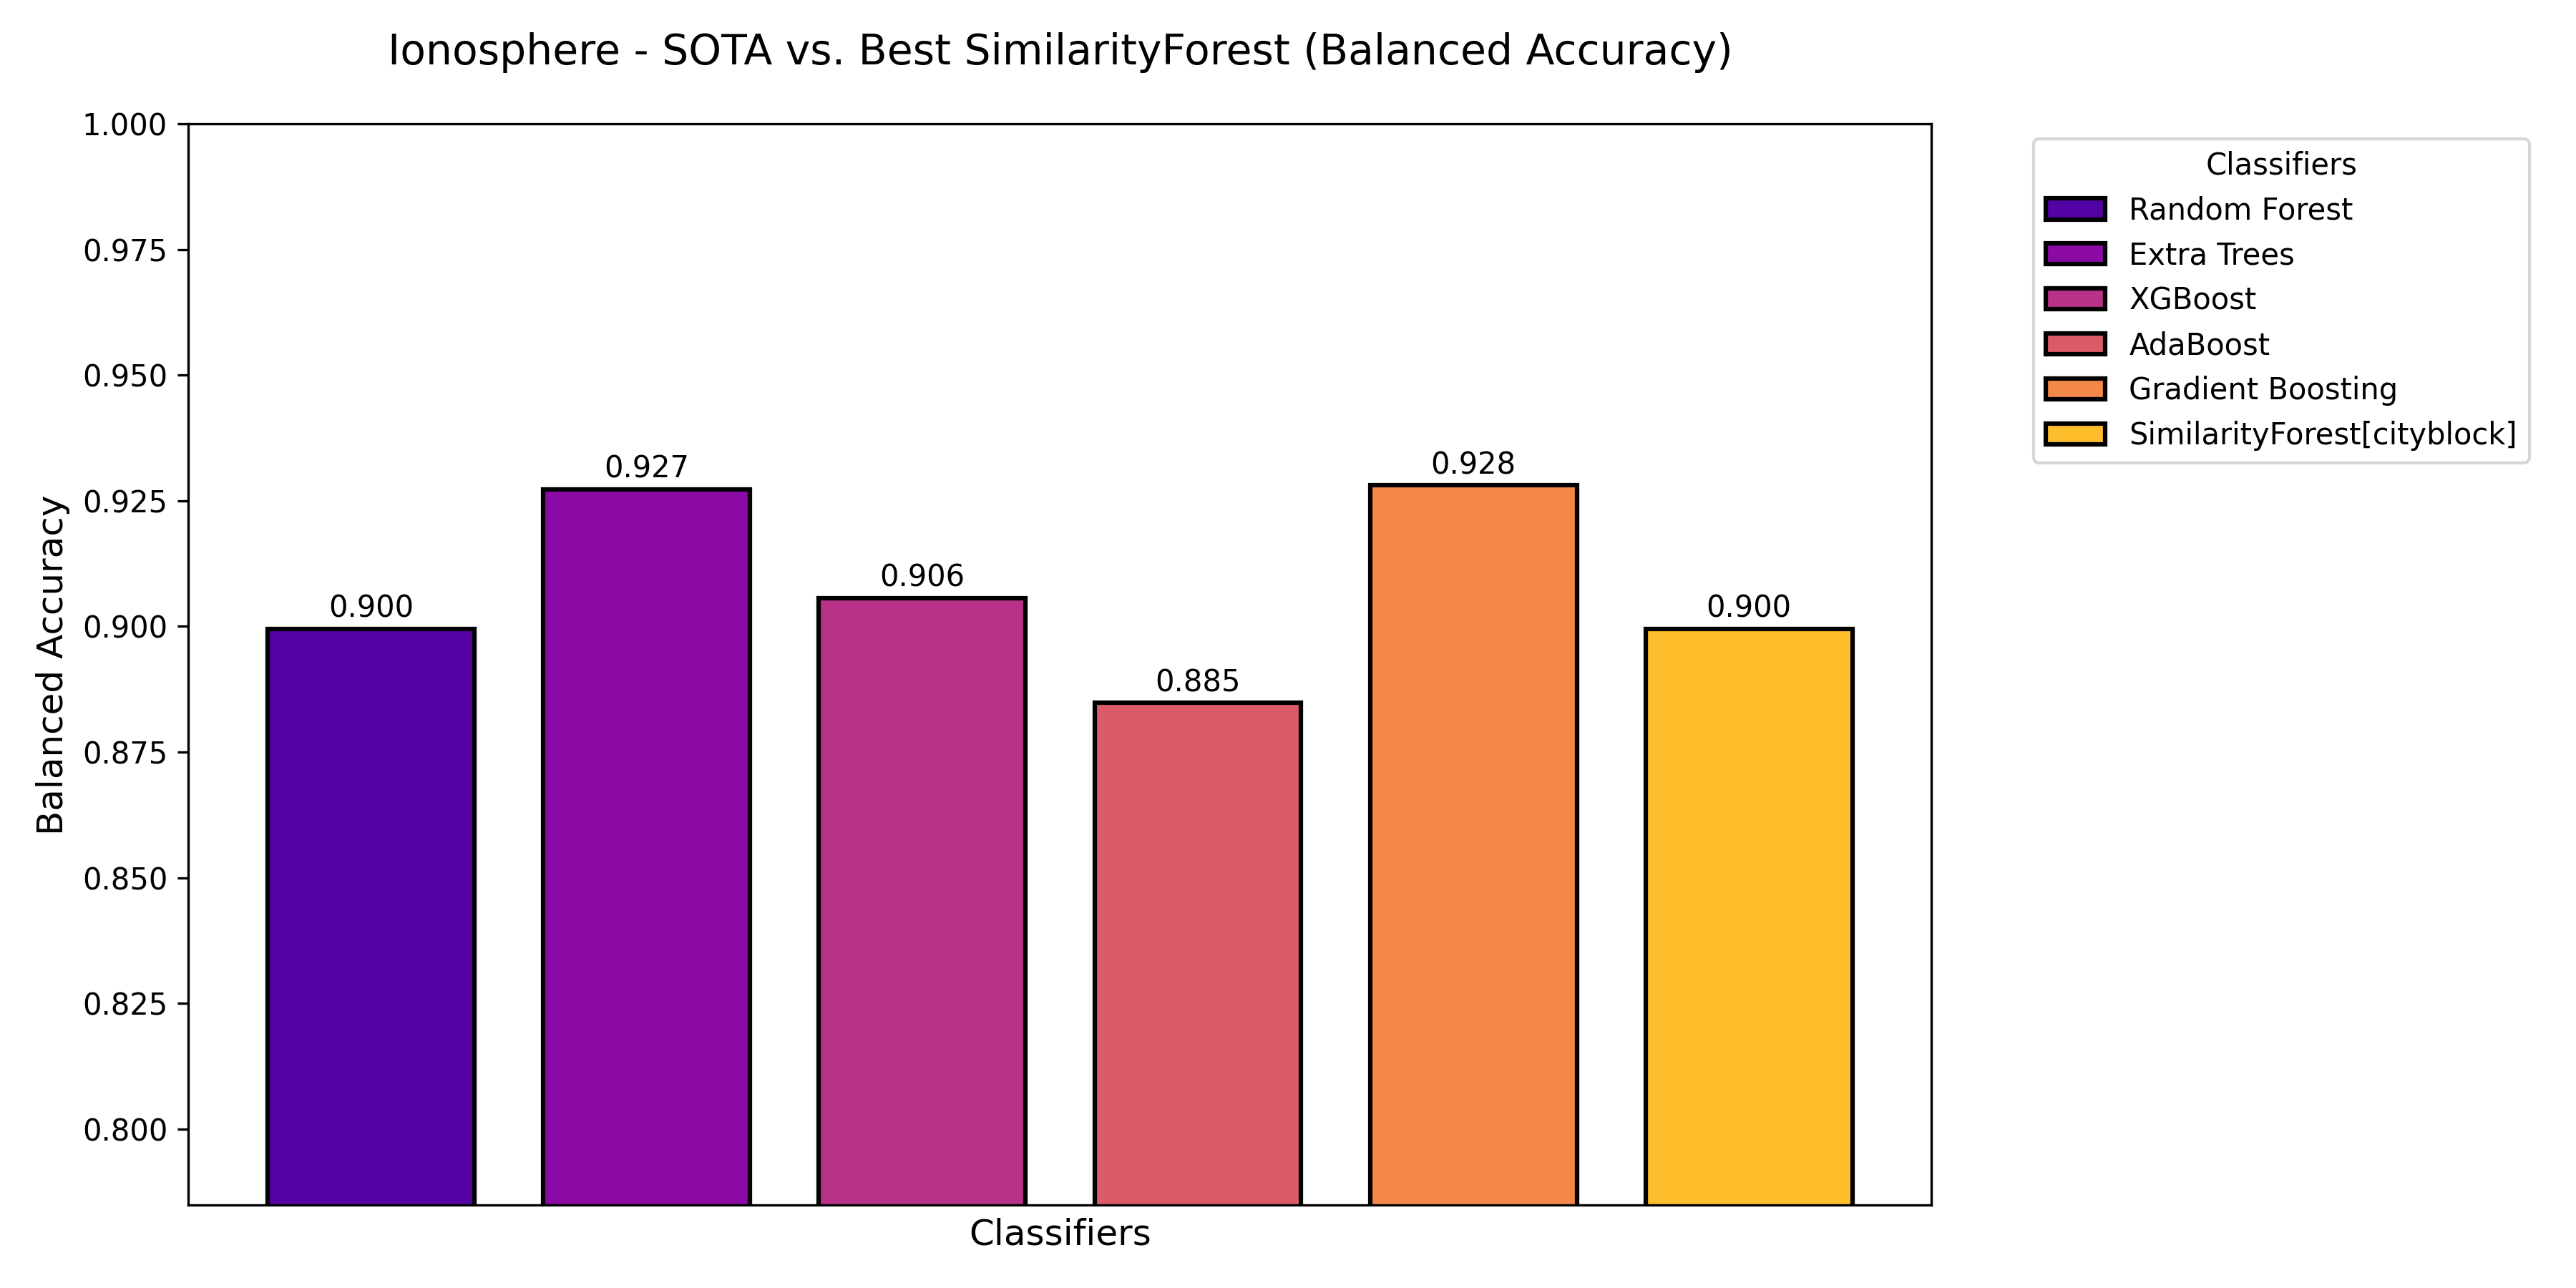 Ionosphere - SOTA vs. Best SimilarityForest (Balanced Accuracy)
Balanced Accuracy
1.000
0.975
0.950
0.925
0.900
0.875
0.850
0.825
0.800
0.900
0.927
0.906
0.885
0.928
0.900
Classifiers
Classifiers
Random Forest
Extra Trees
XGBoost
AdaBoost
Gradient Boosting
SimilarityForest[cityblock]